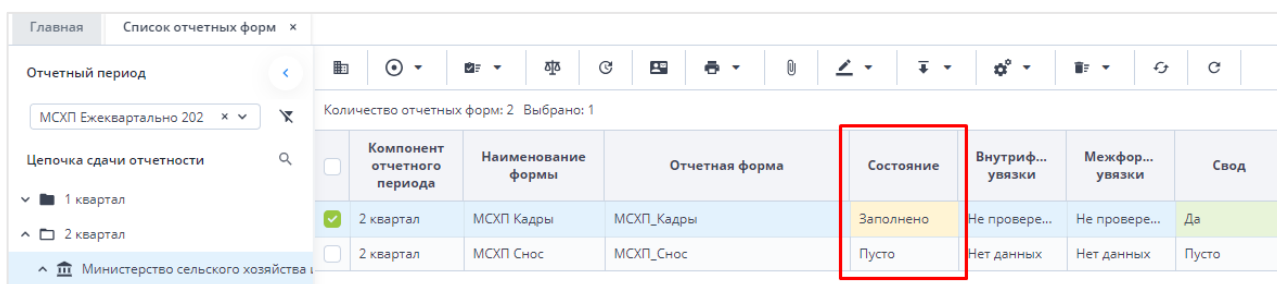 Главная Список отчетных форм ×
Отчетный период
МСХП Ежеквартально 202 ×
Цепочка сдачи отчетности
1 квартал
2 квартал
Министерство сельского хозяйства
Количество отчетных форм: 2 Выбрано: 1
Компонент отчетного периода Наименование формы Отчетная форма Состояние Внутриф... увязки Межфор... увязки Свод
2 квартал МСХП Кадры МСХП_Кадры Заполнено Не провере... Не провере... Да
2 квартал МСХП Снос МСХП_Снос Пусто Нет данных Нет данных Пусто